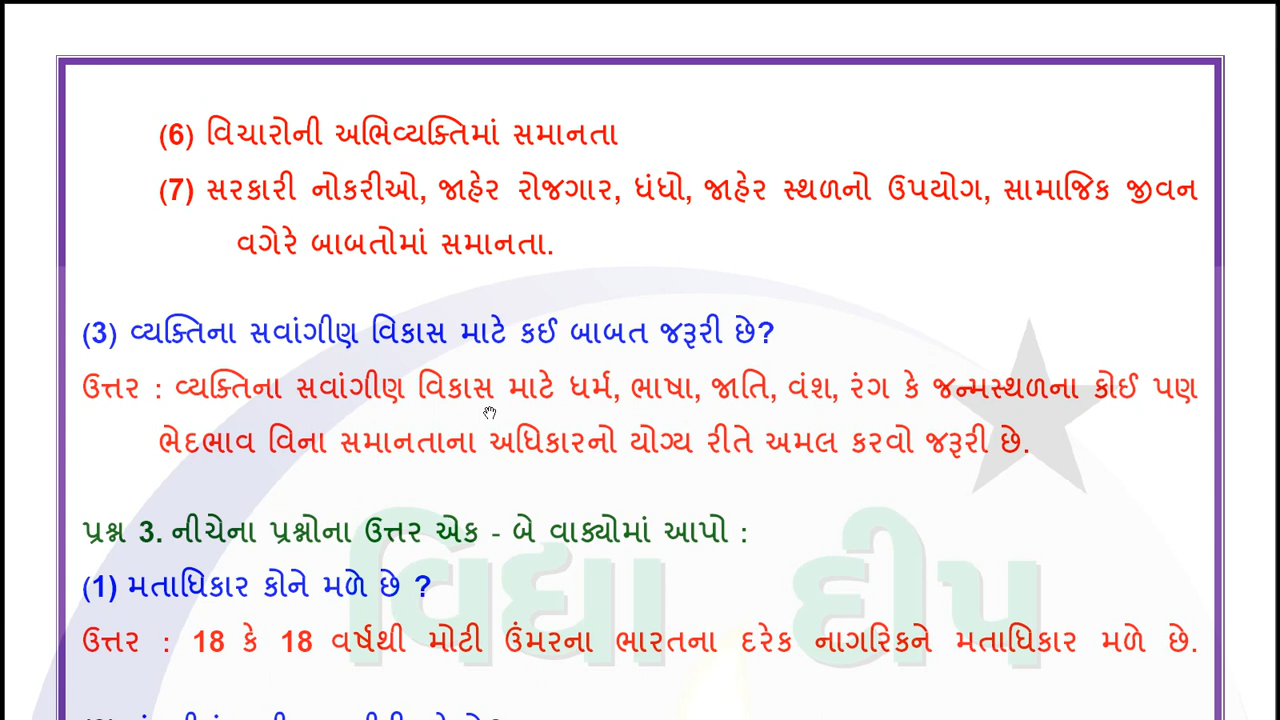 (6) વિચારોની અભિવ્યક્તિમાં સમાનતા
(7) સરકારી નોકરીઓ, જાહેર રોજગાર, ધંધો, જાહેર સ્થળનો ઉપયોગ, સામાજિક જીવન
વગેરે બાબતોમાં સમાનતા.
(3) વ્યક્તિના સવાંગીણ વિકાસ માટે કઈ બાબત જરૂરી છે?
ઉત્તર : વ્યક્તિના સવાંગીણ વિકાસ માટે ધર્મ, ભાષા, જાતિ, વંશ, રંગ કે જન્મસ્થળના કોઈ પણ
ભેદભાવ વિના સમાનતાના અધિકારનો યોગ્ય રીતે અમલ કરવો જરૂરી છે.
પ્રશ્ન 3. નીચેના પ્રશ્નોના ઉત્તર એક - બે વાક્યોમાં આપો :
(1) મતાધિકાર કોને મળે છે ?
ઉત્તર : 18 કે 18 વર્ષથી મોટી ઉંમરના ભારતના દરેક નાગરિકને મતાધિકાર મળે છે.
વિદ્યા દીપ